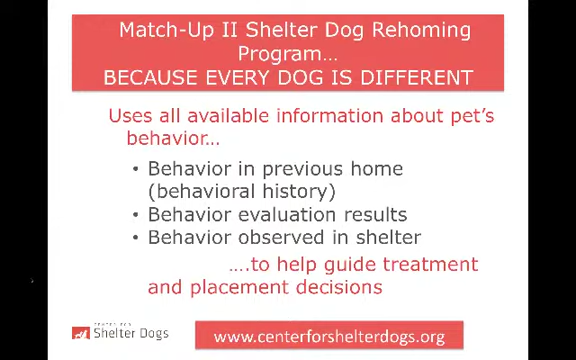 Match-Up II Shelter Dog Rehoming
Program...
BECAUSE EVERY DOG IS DIFFERENT
Uses all available information about pet's
behavior...
• Behavior in previous home
(behavioral history)
• Behavior evaluation results
• Behavior observed in shelter
....to help guide treatment
and placement decisions
CENTER FOR
Shelter Dogs
www.centerforshelterdogs.org